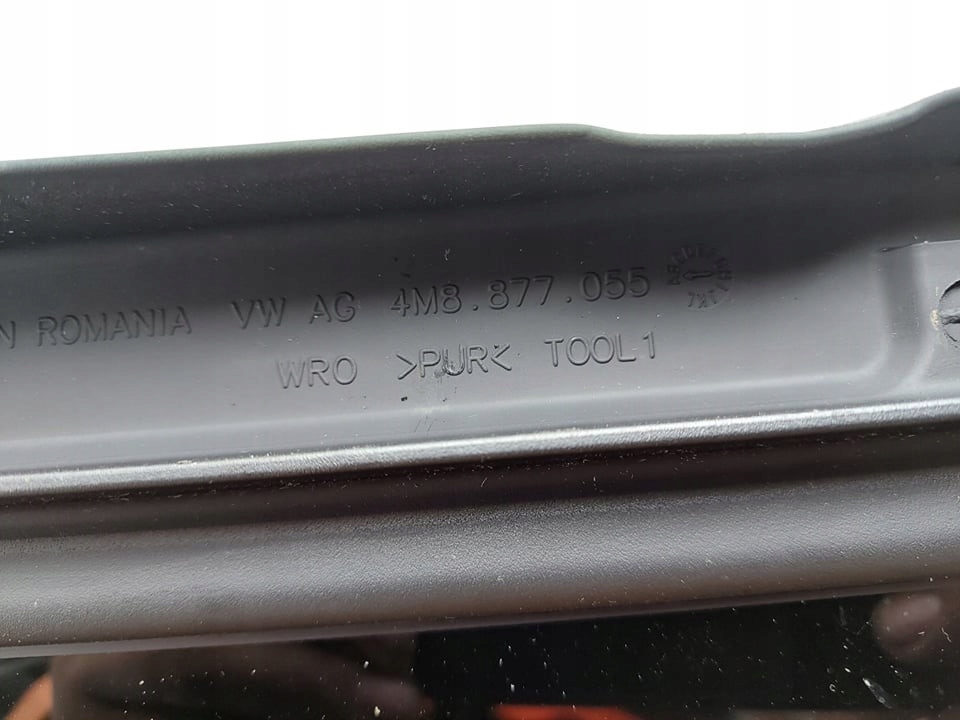 N ROMANIA VW AG 4M8.877.055
WRO >PUR< TOOL1